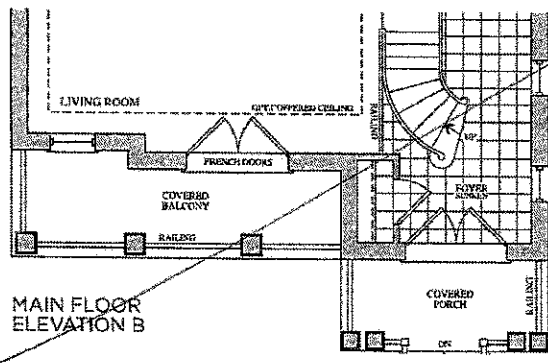 LIVING ROOM
OPT. COFFERED CEILING
RAILING
UP
FRENCH DOORS
COVERED
BALCONY
FOYER
SUNKEN
RAILING
COVERED
PORCH
RAILING
MAIN FLOOR
ELEVATION B
DN